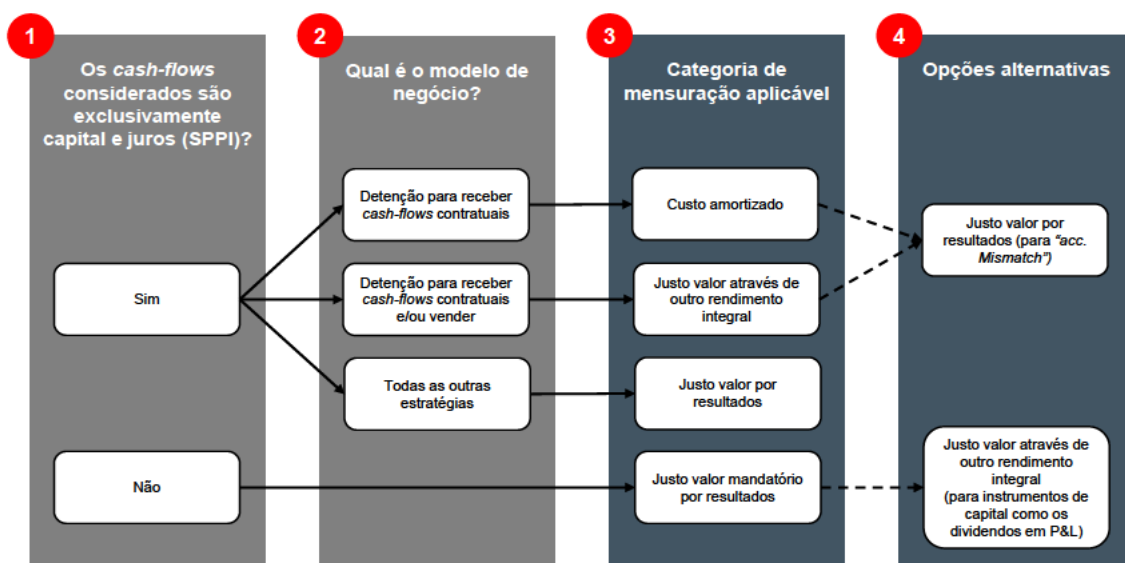 1
Os cash-flows
considerados são
exclusivamente
capital e juros (SPPI)?
Sim
Não
2
Qual é o modelo de
negócio?
Detenção para receber
cash-flows contratuais
Detenção para receber
cash-flows contratuais
e/ou vender
Todas as outras
estratégias
3
Categoria de
mensuração aplicável
Custo amortizado
Justo valor através de
outro rendimento
integral
Justo valor por
resultados
Justo valor mandatório
por resultados
4
Opções alternativas
Justo valor por
resultados (para “acc.
Mismatch”)
Justo valor através de
outro rendimento
integral
(para instrumentos de
capital como os
dividendos em P&L)